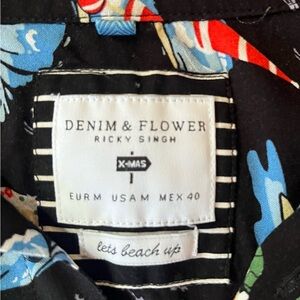 DENIM & FLOWER
RICKY SINGH
X-MAS
EUR M USA M MEX 40
lets beach up